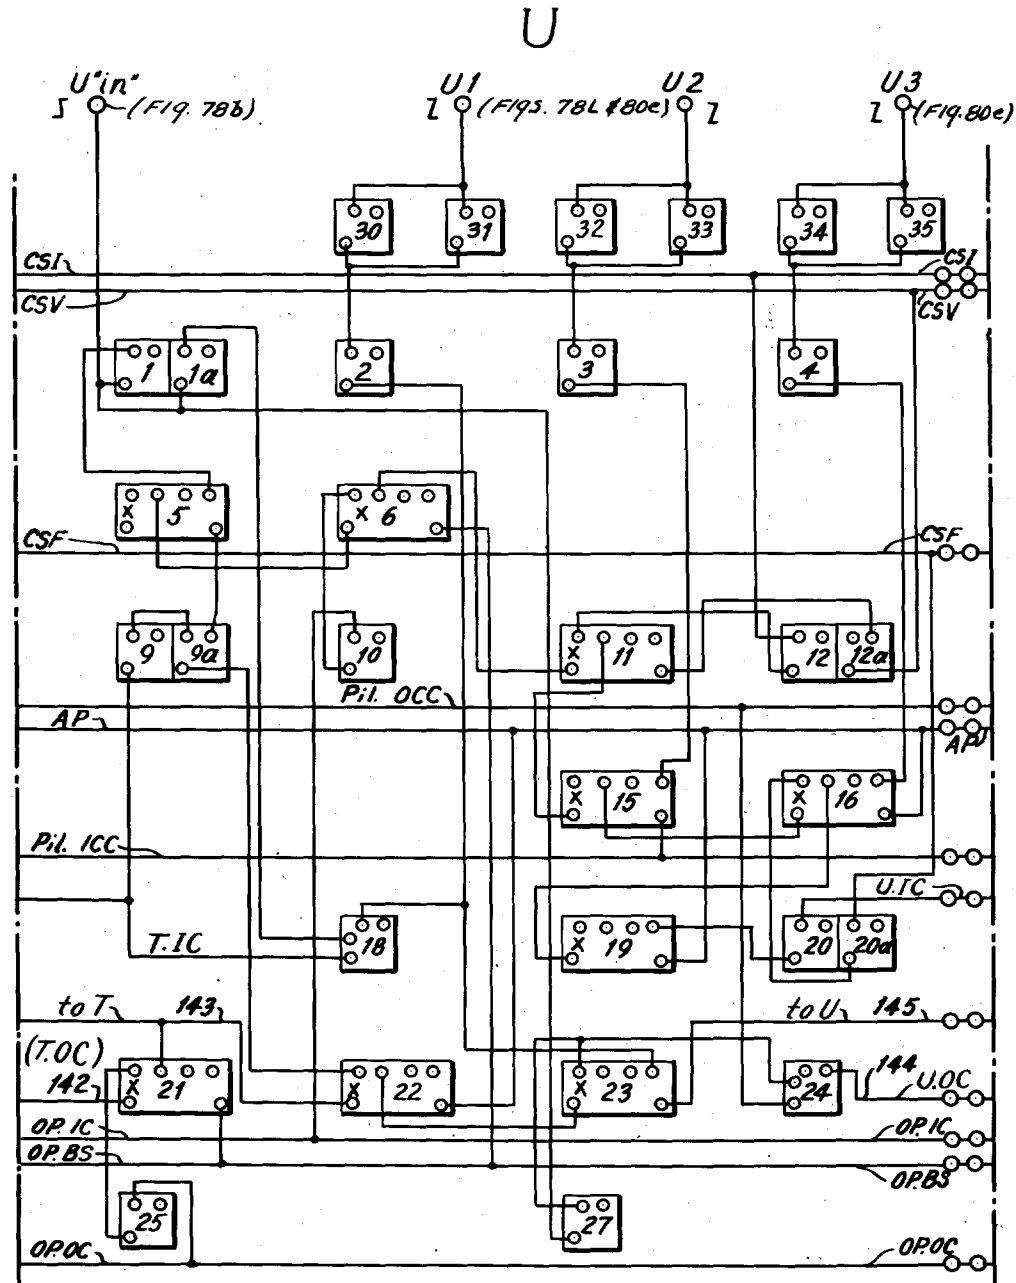 U
U"in" U1 U2 U3
(FIg. 78b) (FIgs. 78L & 80e) (FIg. 80e)
30 31 32 33 34 35
CSI CSI
CSV CSV
1 1a 2 3 4
x 5 x 6
CSF CSF
9 9a 10 x 11 12 12a
Pil. OCC
AP AP
x 15 x 16
Pil. ICC
U.IC
T.IC 18 x 19 20 20a
to T 143 to U 145
(T.OC) 144
142 x 21 x 22 x 23 24 U.OC
OP.IC OP.IC
OP.BS OP.BS
25 27
OP.OC OP.OC